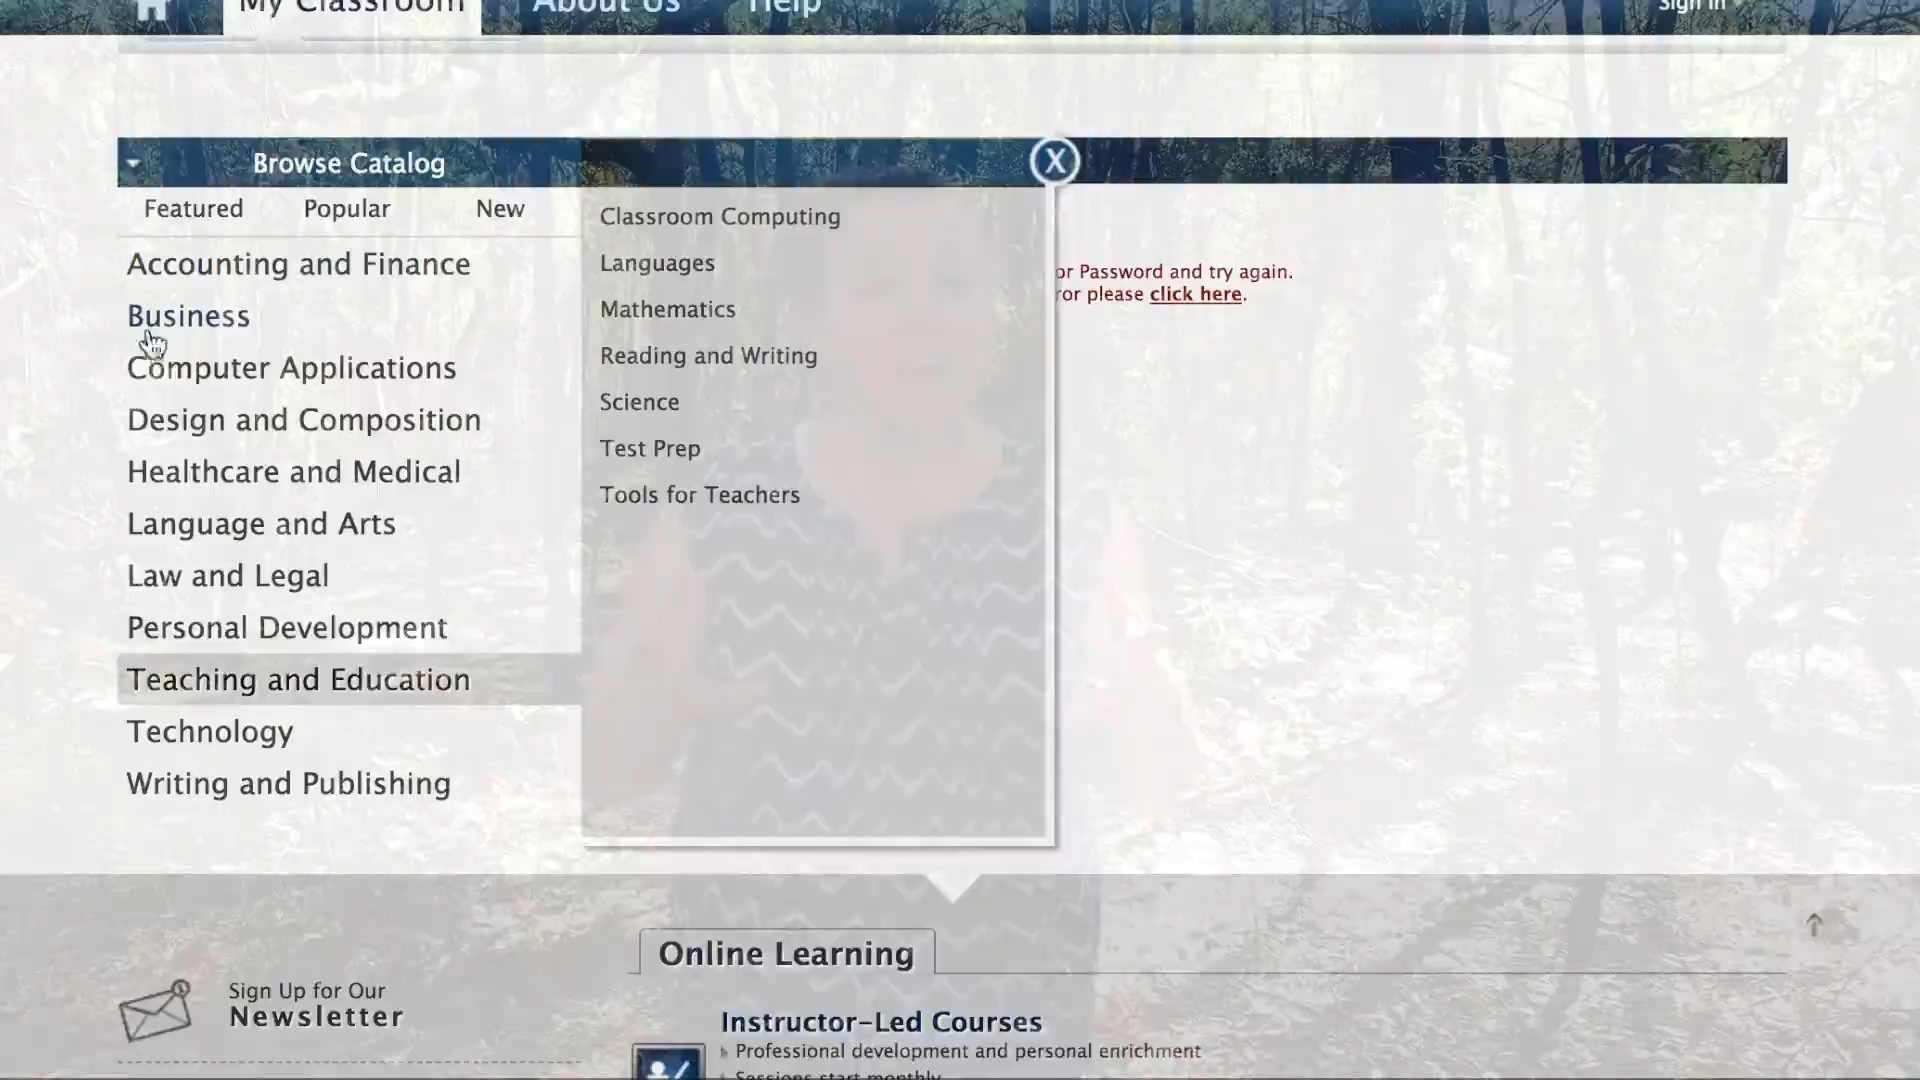 My Classroom
About Us
Help
Sign In
Browse Catalog
X
Featured
Popular
New
Accounting and Finance
Business
Computer Applications
Design and Composition
Healthcare and Medical
Language and Arts
Law and Legal
Personal Development
Teaching and Education
Technology
Writing and Publishing
Classroom Computing
Languages
Mathematics
Reading and Writing
Science
Test Prep
Tools for Teachers
or Password and try again.
ror please click here.
Sign Up for Our
Newsletter
Online Learning
Instructor-Led Courses
Professional development and personal enrichment
Sessions start monthly